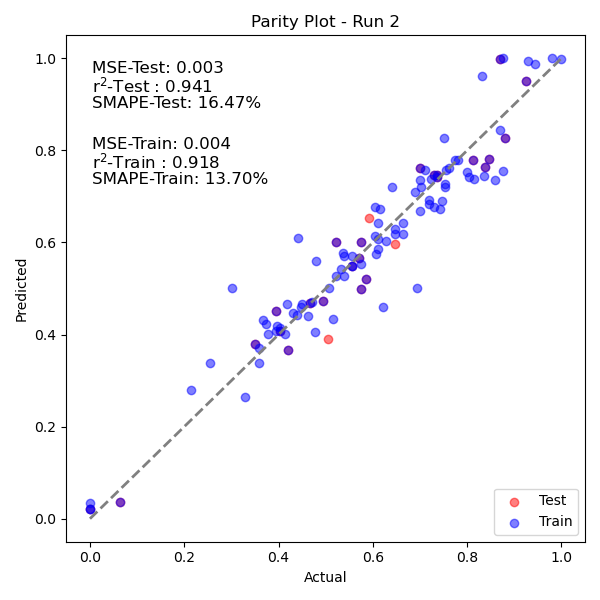 Parity Plot - Run 2
MSE-Test: 0.003
r²-Test : 0.941
SMAPE-Test: 16.47%
MSE-Train: 0.004
r²-Train : 0.918
SMAPE-Train: 13.70%
Predicted
1.0
0.8
0.6
0.4
0.2
0.0
Test
Train
0.0 0.2 0.4 0.6 0.8 1.0
Actual